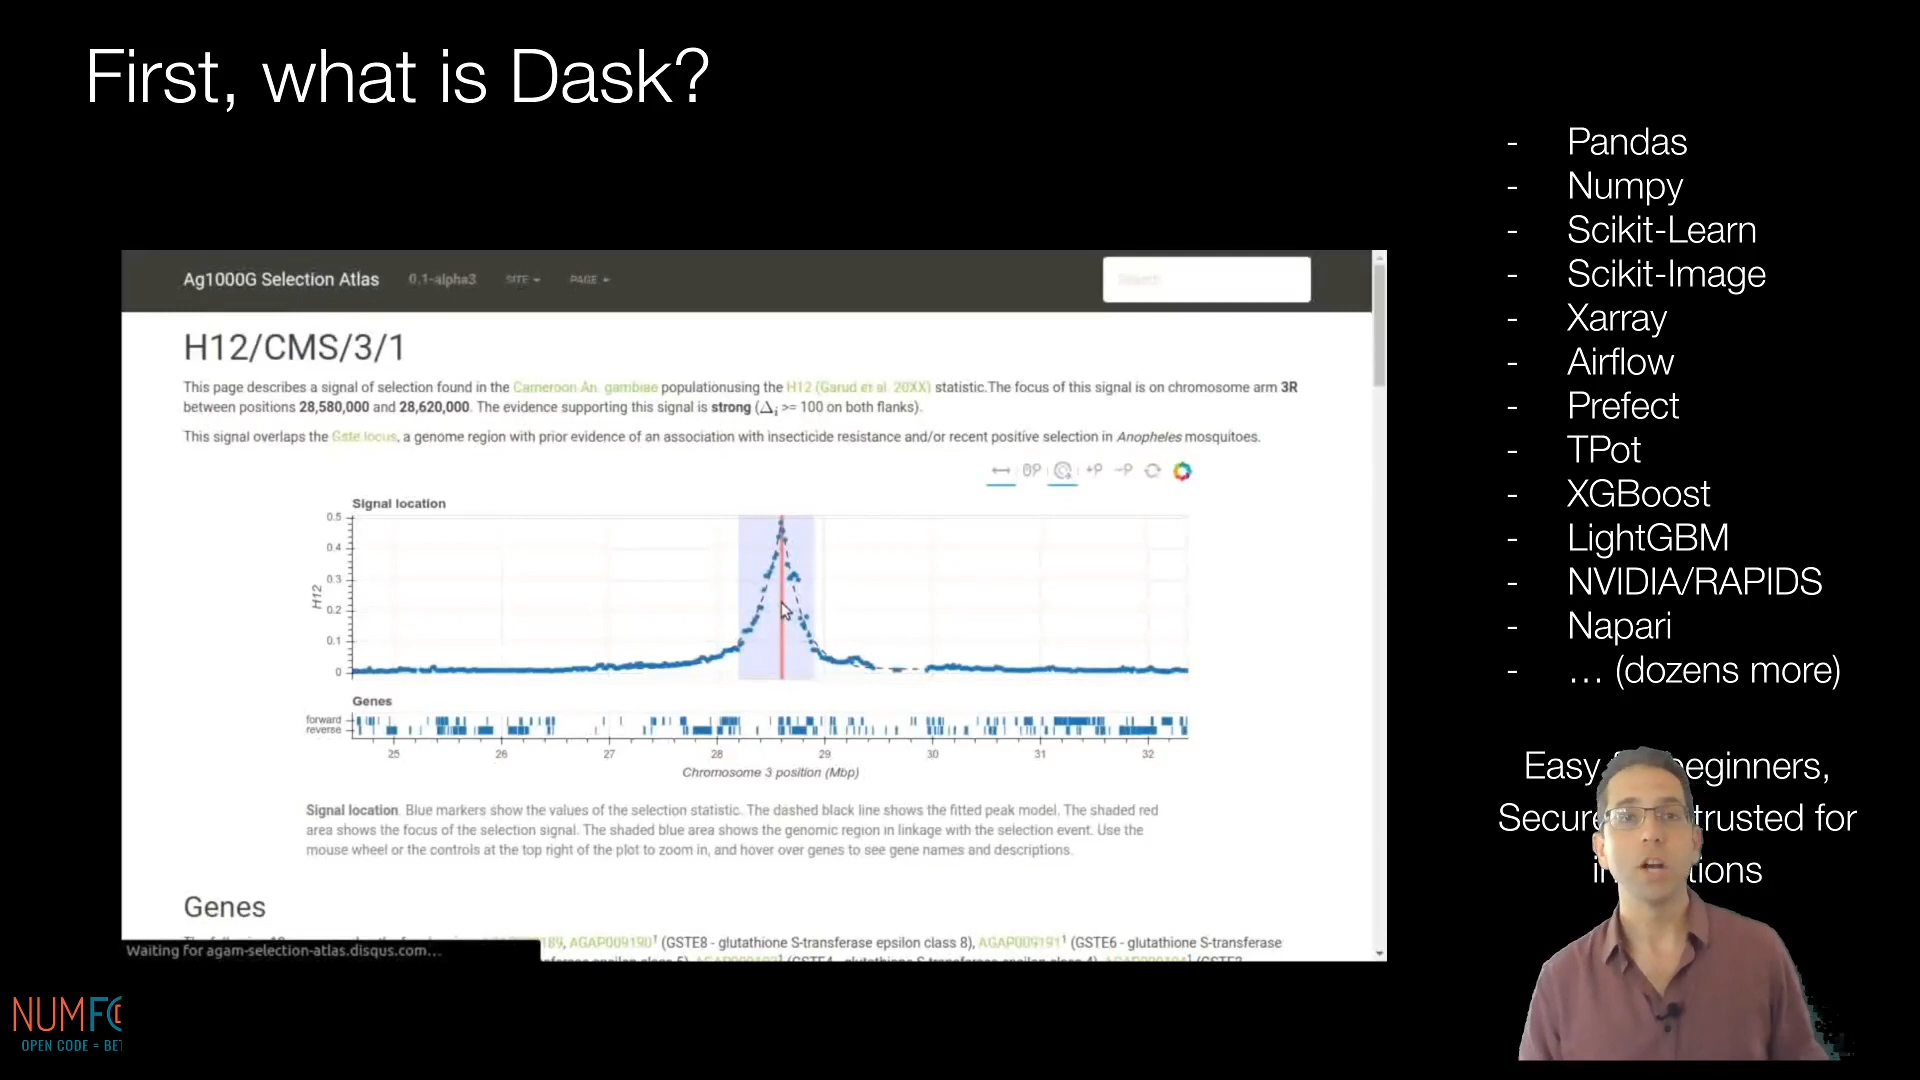 First, what is Dask?
- Pandas
- Numpy
- Scikit-Learn
- Scikit-Image
- Xarray
- Airflow
- Prefect
- TPot
- XGBoost
- LightGBM
- NVIDIA/RAPIDS
- Napari
- … (dozens more)
Easy eginners,
Secure trusted for
in tions
Ag1000G Selection Atlas 0.1-alpha3 SITE PAGE Search
H12/CMS/3/1
This page describes a signal of selection found in the Cameroon An. gambiae populationusing the H12 (Garud et al. 20XX) statistic.The focus of this signal is on chromosome arm 3R
between positions 28,580,000 and 28,620,000. The evidence supporting this signal is strong (Δi >= 100 on both flanks).
This signal overlaps the Gste locus, a genome region with prior evidence of an association with insecticide resistance and/or recent positive selection in Anopheles mosquitoes.
Signal location
0.5
0.4
0.3
0.2
0.1
0
H12
Genes
forward
reverse
25 26 27 28 29 30 31 32
Chromosome 3 position (Mbp)
Signal location. Blue markers show the values of the selection statistic. The dashed black line shows the fitted peak model. The shaded red
area shows the focus of the selection signal. The shaded blue area shows the genomic region in linkage with the selection event. Use the
mouse wheel or the controls at the top right of the plot to zoom in, and hover over genes to see gene names and descriptions.
Genes
189, AGAP009190¹ (GSTE8 - glutathione S-transferase epsilon class 8), AGAP009191¹ (GSTE6 - glutathione S-transferase
Waiting for agam-selection-atlas.disqus.com...
NUMFO
OPEN CODE = BET